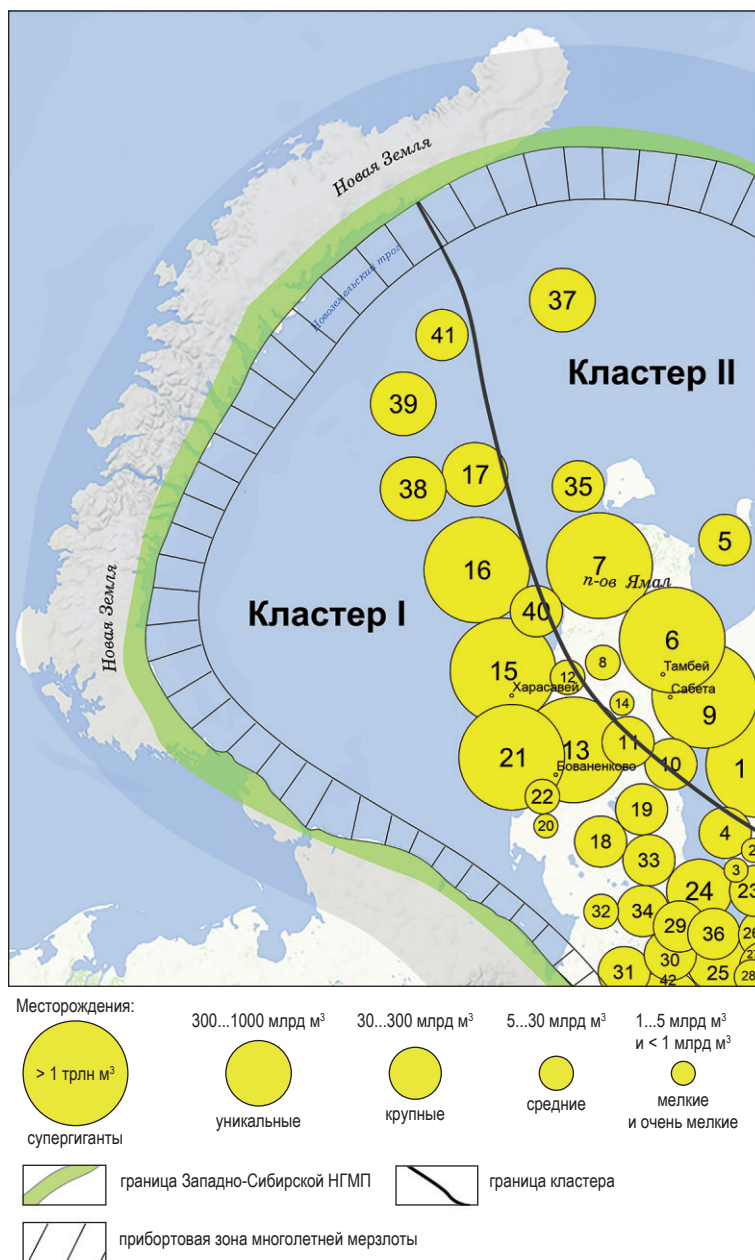 Новая Земля
Новоземельский трог
37
41
Кластер II
39
17
38
35
5
16
7
п-ов Ямал
40
Кластер I
6
Новая Земля
15
12
8
Тамбей
Харасавей
Сабета
14
9
11
21
13
10
1
Бованенково
22
19
20
4
18
2
33
3
24
23
32
34
29
36
26
30
27
31
25
28
42
Месторождения:
300...1000 млрд м³
30...300 млрд м³
5...30 млрд м³
1...5 млрд м³
и < 1 млрд м³
> 1 трлн м³
супергиганты
уникальные
крупные
средние
мелкие
и очень мелкие
граница Западно-Сибирской НГМП
граница кластера
прибортовая зона многолетней мерзлоты